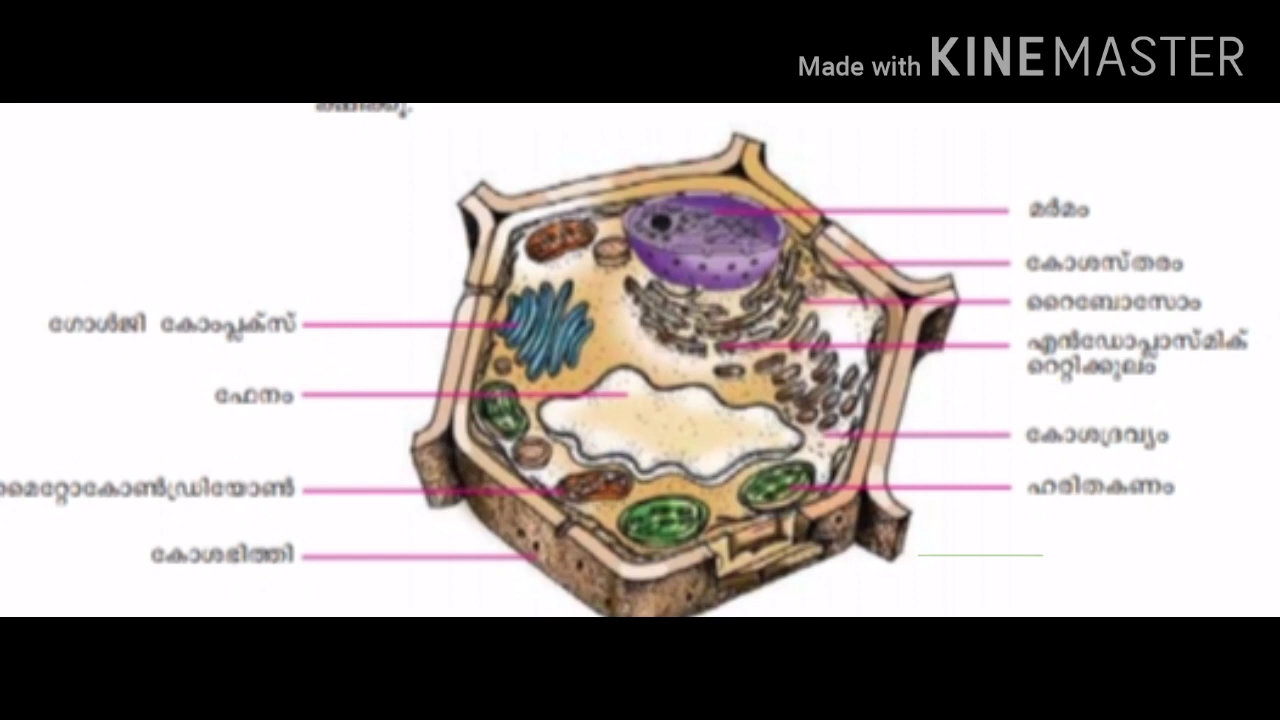 Made with KINEMASTER
മർമം
കോശസ്തരം
റൈബോസോം
എൻഡോപ്ലാസ്മിക്
റെറ്റിക്കുലം
കോശദ്രവ്യം
ഹരിതകണം
ഗോൾജി കോംപ്ലക്സ്
ഫേനം
മൈറ്റോകോൺഡ്രിയോൺ
കോശഭിത്തി